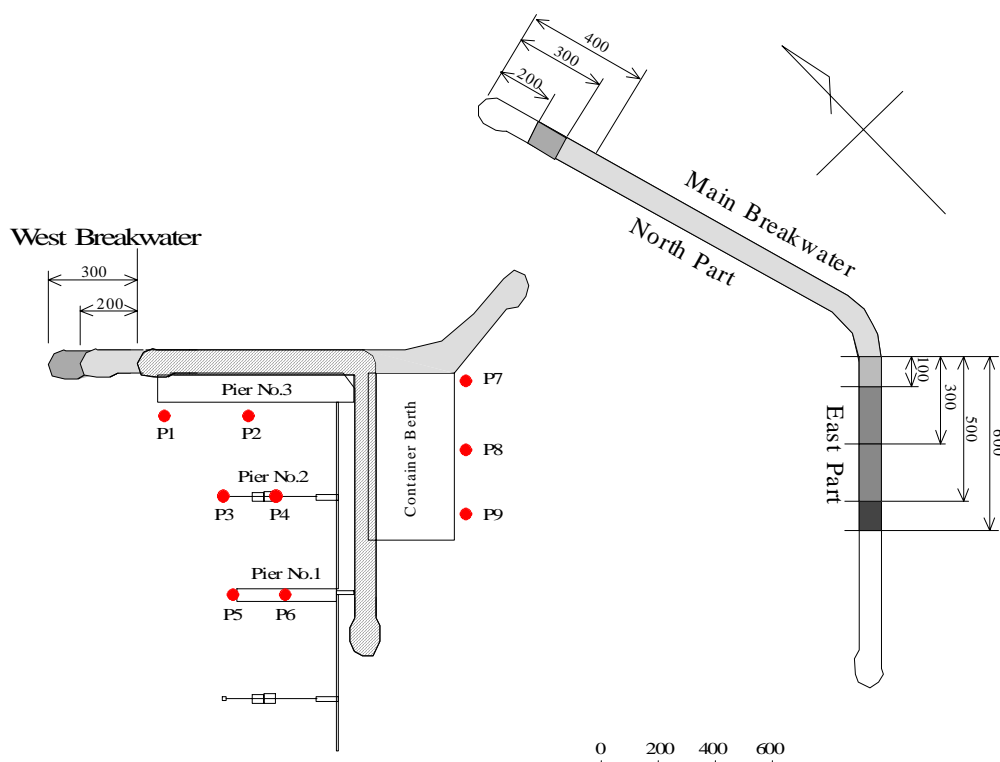 400
300
200
Main Breakwater
North Part
West Breakwater
300
200
Pier No.3
P1
P2
P7
Container Berth
P8
P9
Pier No.2
P3
P4
Pier No.1
P5
P6
East Part
100
300
500
600
0 200 400 600